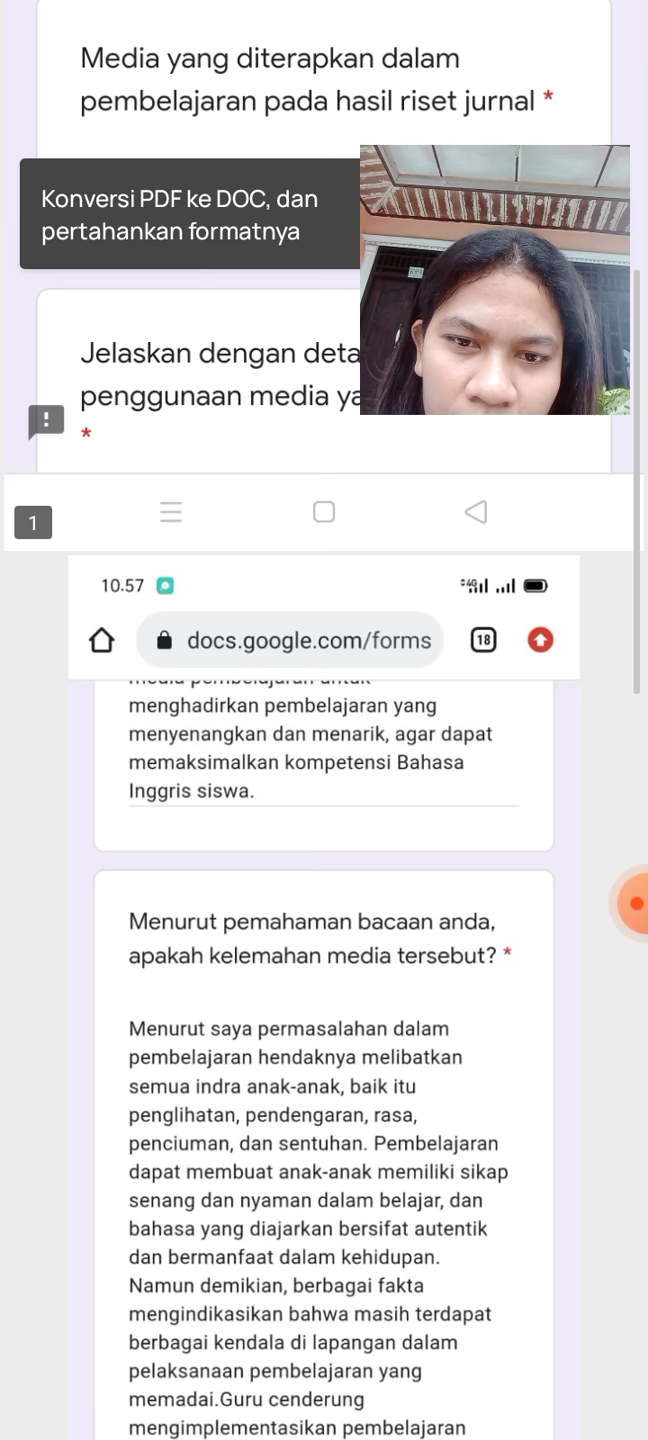 Media yang diterapkan dalam
pembelajaran pada hasil riset jurnal *
Konversi PDF ke DOC, dan
pertahankan formatnya
Jelaskan dengan deta
penggunaan media ya
*
1
10.57
4G
docs.google.com/forms
18
media pembelajaran untuk
menghadirkan pembelajaran yang
menyenangkan dan menarik, agar dapat
memaksimalkan kompetensi Bahasa
Inggris siswa.
Menurut pemahaman bacaan anda,
apakah kelemahan media tersebut? *
Menurut saya permasalahan dalam
pembelajaran hendaknya melibatkan
semua indra anak-anak, baik itu
penglihatan, pendengaran, rasa,
penciuman, dan sentuhan. Pembelajaran
dapat membuat anak-anak memiliki sikap
senang dan nyaman dalam belajar, dan
bahasa yang diajarkan bersifat autentik
dan bermanfaat dalam kehidupan.
Namun demikian, berbagai fakta
mengindikasikan bahwa masih terdapat
berbagai kendala di lapangan dalam
pelaksanaan pembelajaran yang
memadai.Guru cenderung
mengimplementasikan pembelajaran